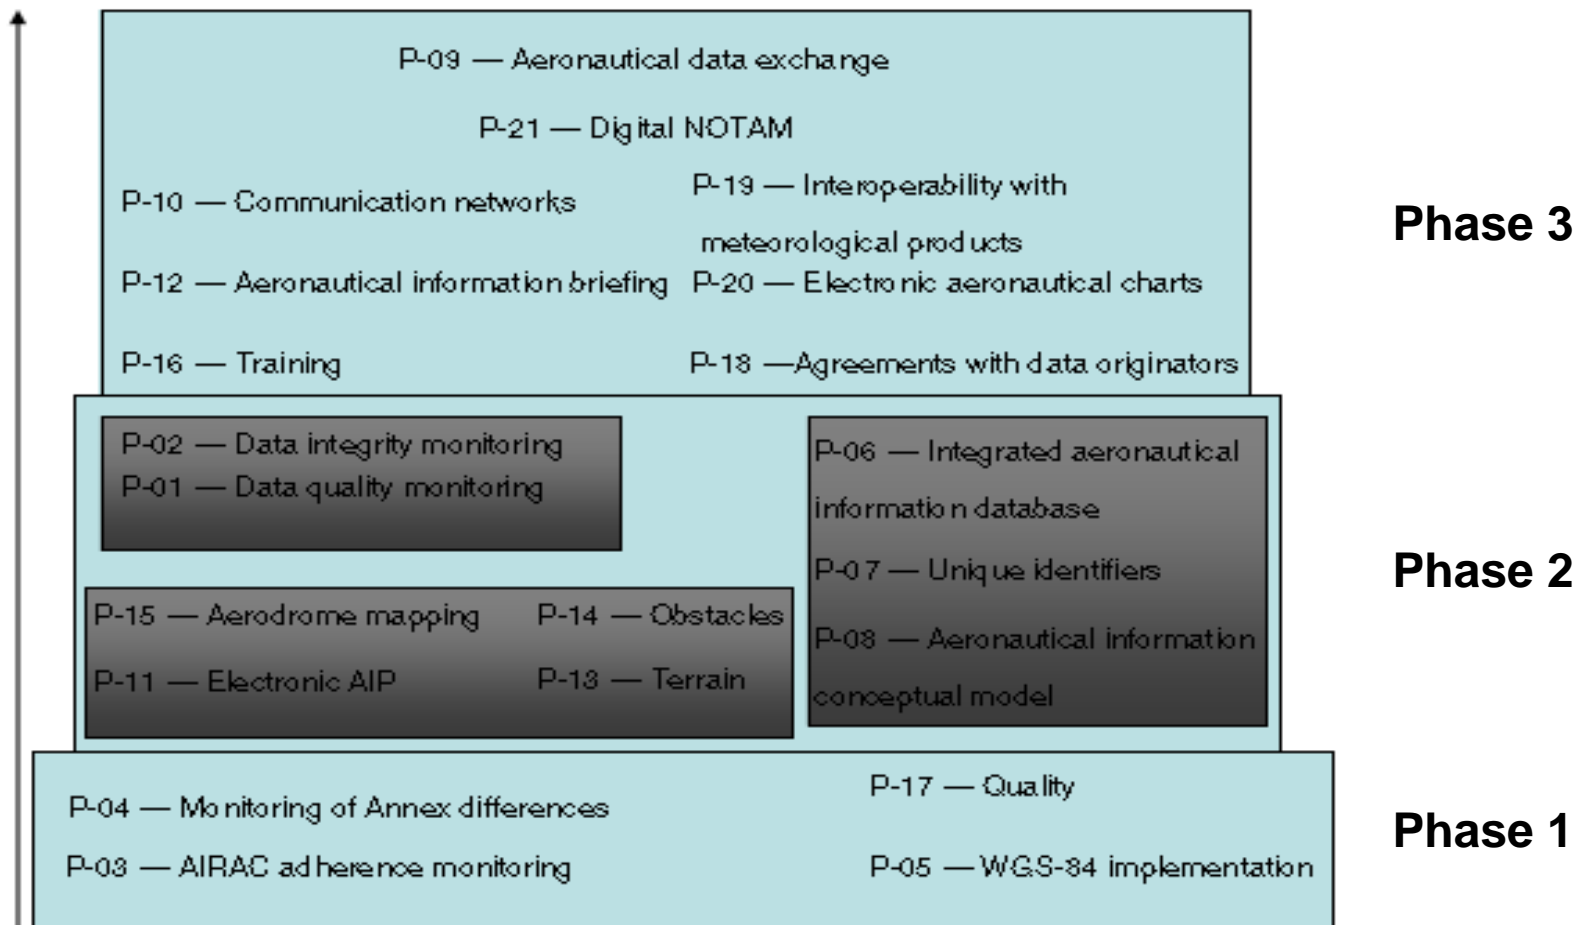 P-09 — Aeronautical data exchange
P-21 — Digital NOTAM
P-10 — Communication networks
P-19 — Interoperability with
meteorological products
P-12 — Aeronautical information briefing
P-20 — Electronic aeronautical charts
P-16 — Training
P-18 —Agreements with data originators
Phase 3
P-02 — Data integrity monitoring
P-01 — Data quality monitoring
P-06 — Integrated aeronautical
information database
P-07 — Unique identifiers
P-08 — Aeronautical information
conceptual model
P-15 — Aerodrome mapping
P-14 — Obstacles
P-11 — Electronic AIP
P-13 — Terrain
Phase 2
P-04 — Monitoring of Annex differences
P-17 — Quality
P-03 — AIRAC adherence monitoring
P-05 — WGS-84 implementation
Phase 1